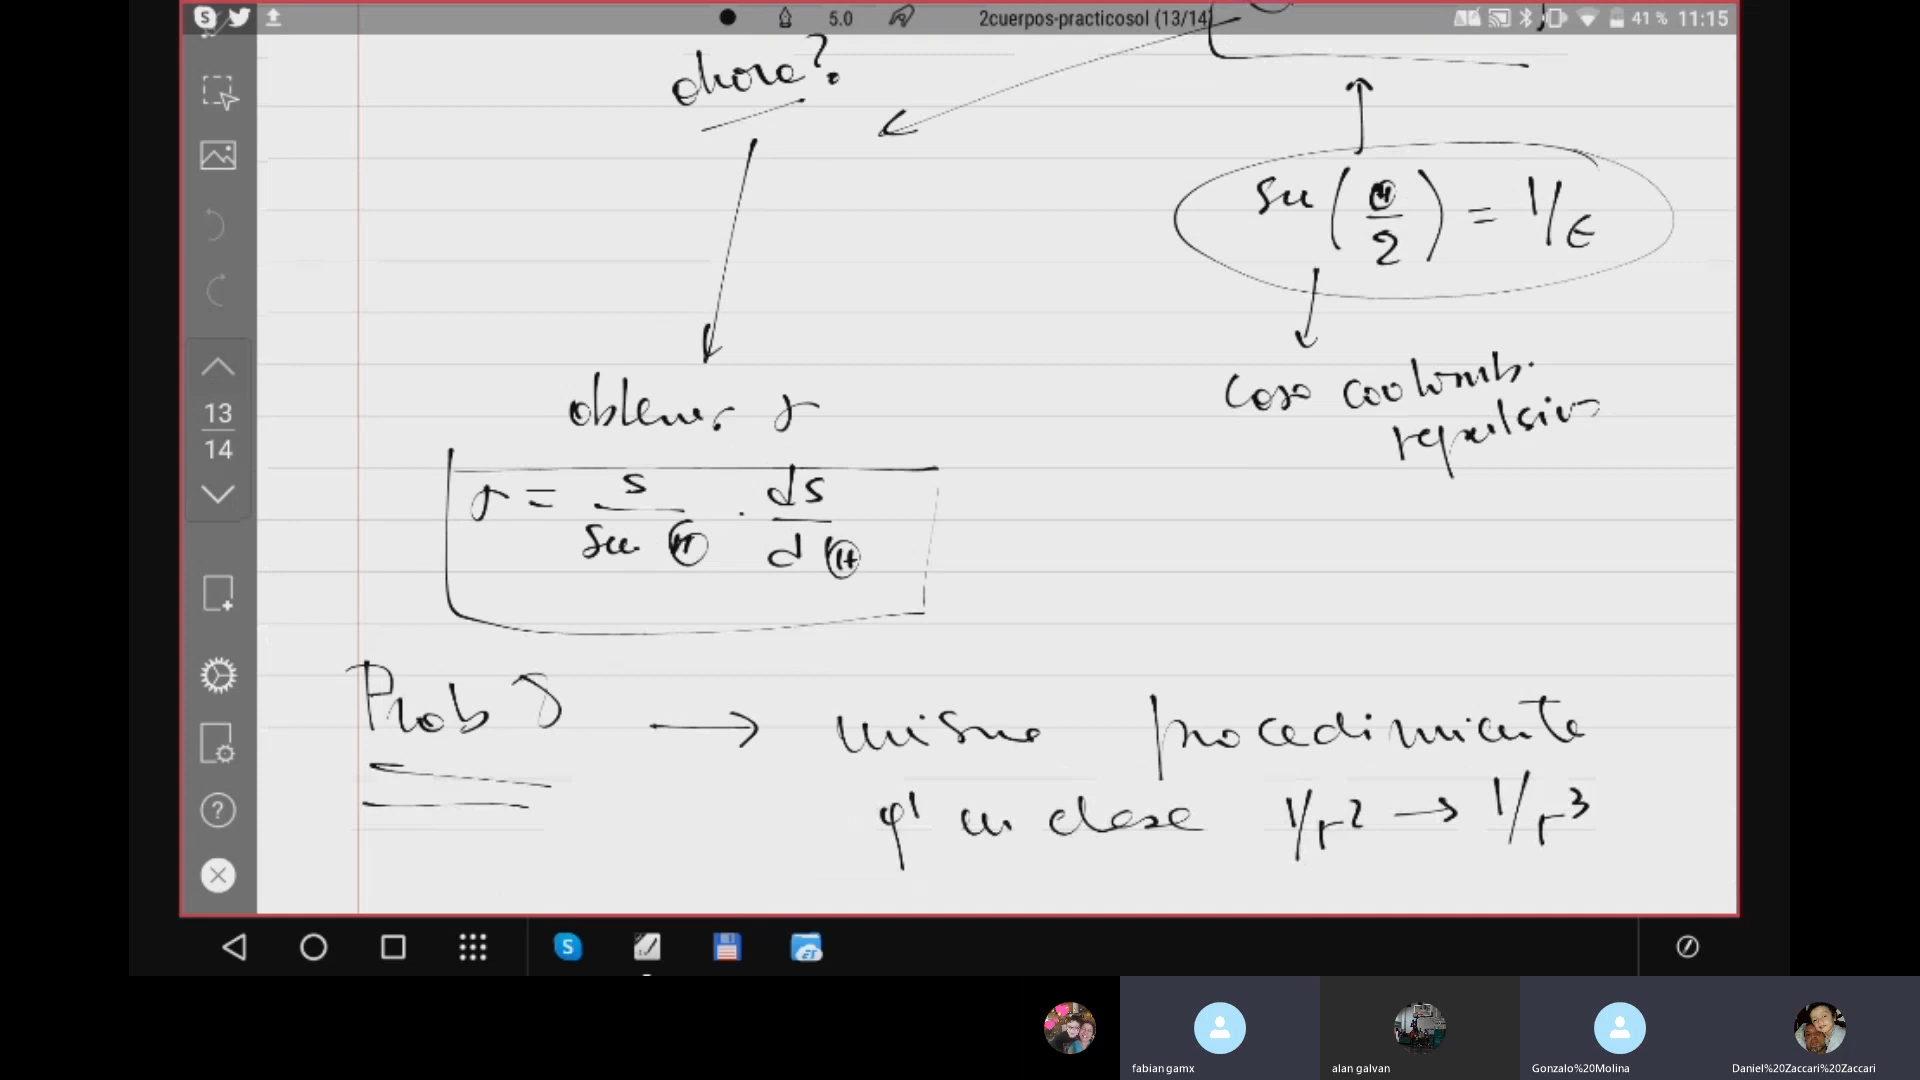 5.0 2cuerpos-practicosol (13/14) 41 % 11:15
ahora?
sen (Θ/2) = 1/ϵ
Caso coulomb.
repulsivo
obtener σ
σ = s/sen Θ · ds/dΘ
13
14
Prob 8 → mismo procedimiento
q' en clase 1/r2 → 1/r3
fabian gamx
alan galvan
Gonzalo%20Molina
Daniel%20Zaccari%20Zaccari